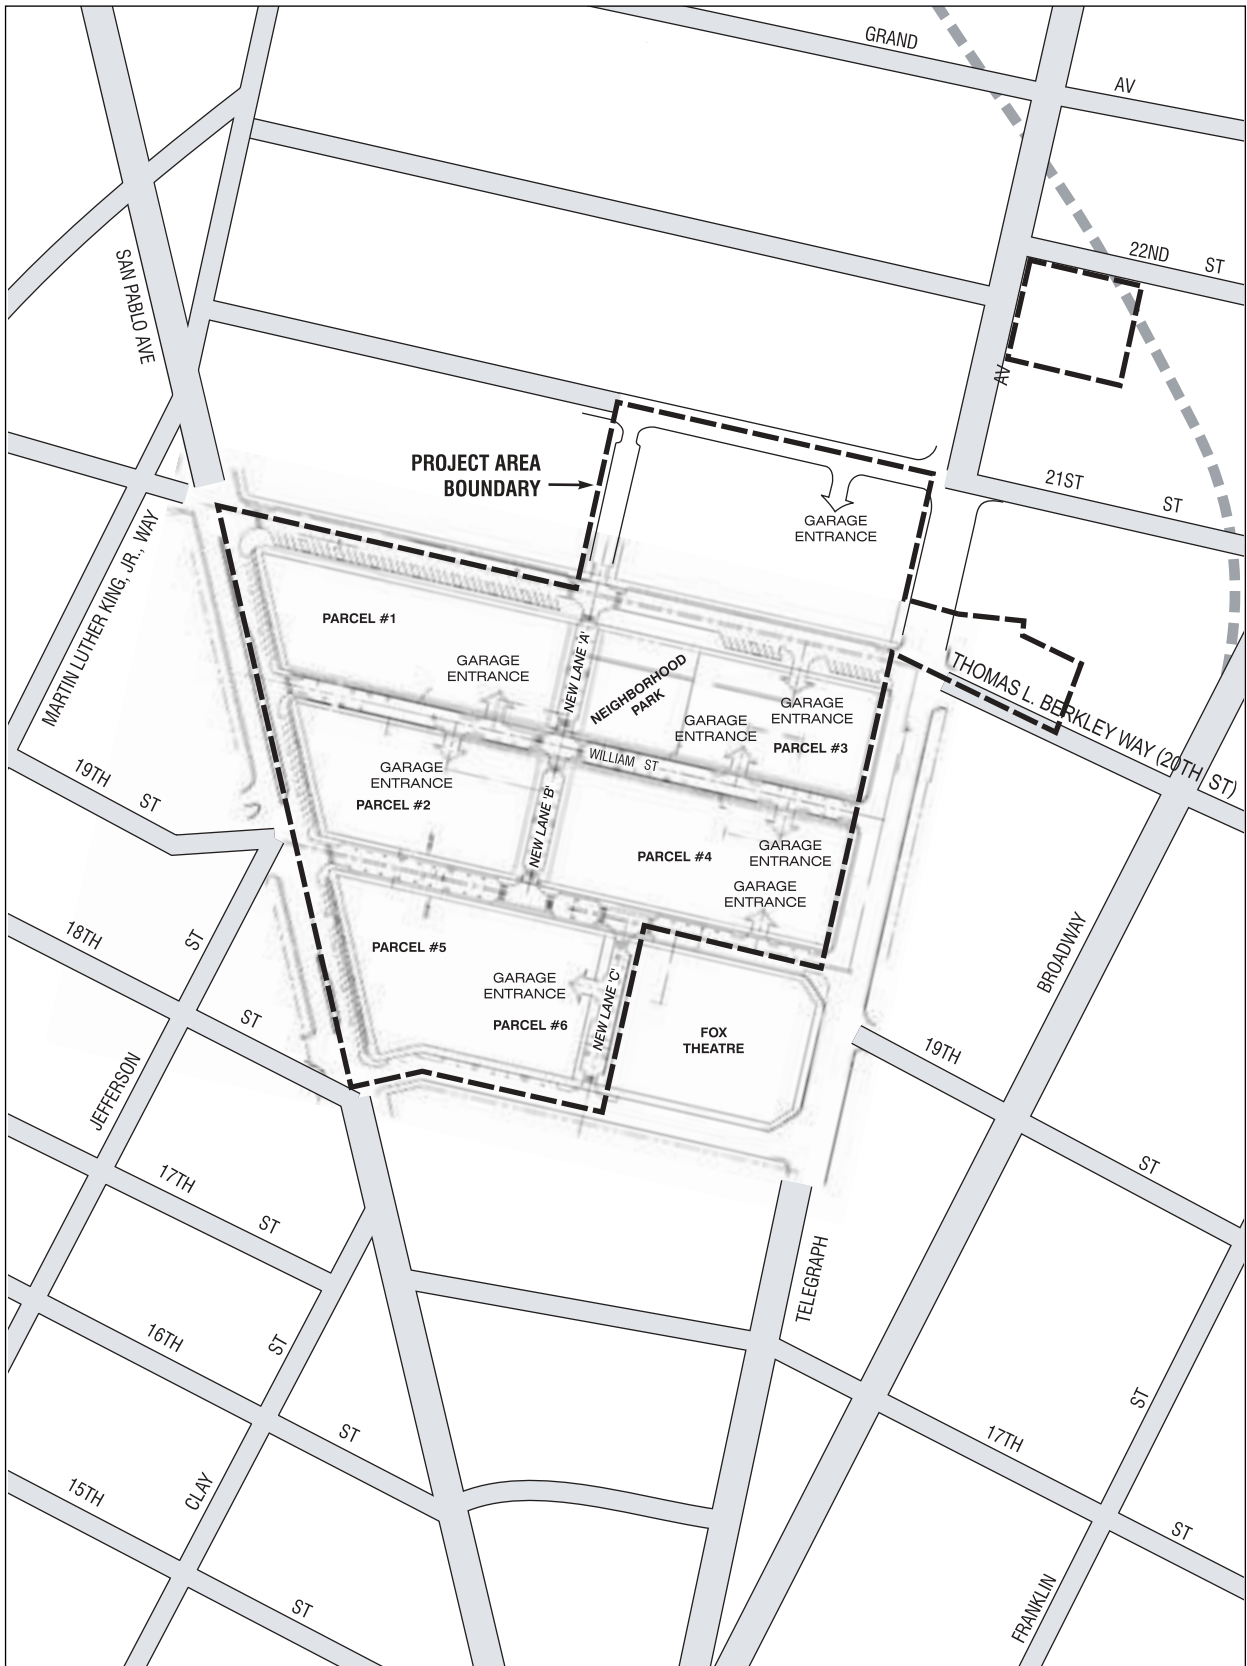 GRAND
AV
22ND
ST
SAN PABLO AVE
AV
PROJECT AREA
BOUNDARY
21ST
ST
GARAGE
ENTRANCE
MARTIN LUTHER KING, JR., WAY
PARCEL #1
NEW LANE 'A'
GARAGE
ENTRANCE
NEIGHBORHOOD
PARK
THOMAS L. BERKLEY WAY (20TH ST)
GARAGE
ENTRANCE
GARAGE
ENTRANCE
PARCEL #3
WILLIAM ST
19TH
ST
GARAGE
ENTRANCE
PARCEL #2
NEW LANE 'B'
PARCEL #4
GARAGE
ENTRANCE
GARAGE
ENTRANCE
18TH
ST
PARCEL #5
BROADWAY
GARAGE
ENTRANCE
NEW LANE 'C'
PARCEL #6
ST
FOX
THEATRE
19TH
JEFFERSON
ST
17TH
ST
TELEGRAPH
16TH
ST
ST
ST
17TH
15TH
CLAY
ST
ST
FRANKLIN